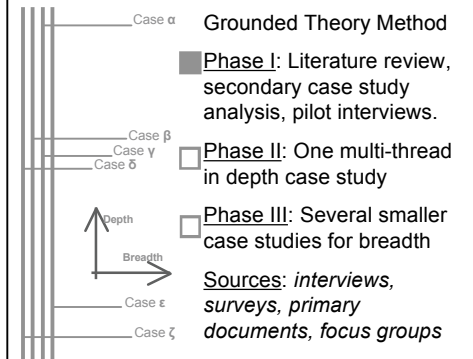 Case α
Case β
Case γ
Case δ
Depth
Breadth
Case ε
Case ζ
Grounded Theory Method
Phase I: Literature review,
secondary case study
analysis, pilot interviews.
Phase II: One multi-thread
in depth case study
Phase III: Several smaller
case studies for breadth
Sources: interviews,
surveys, primary
documents, focus groups